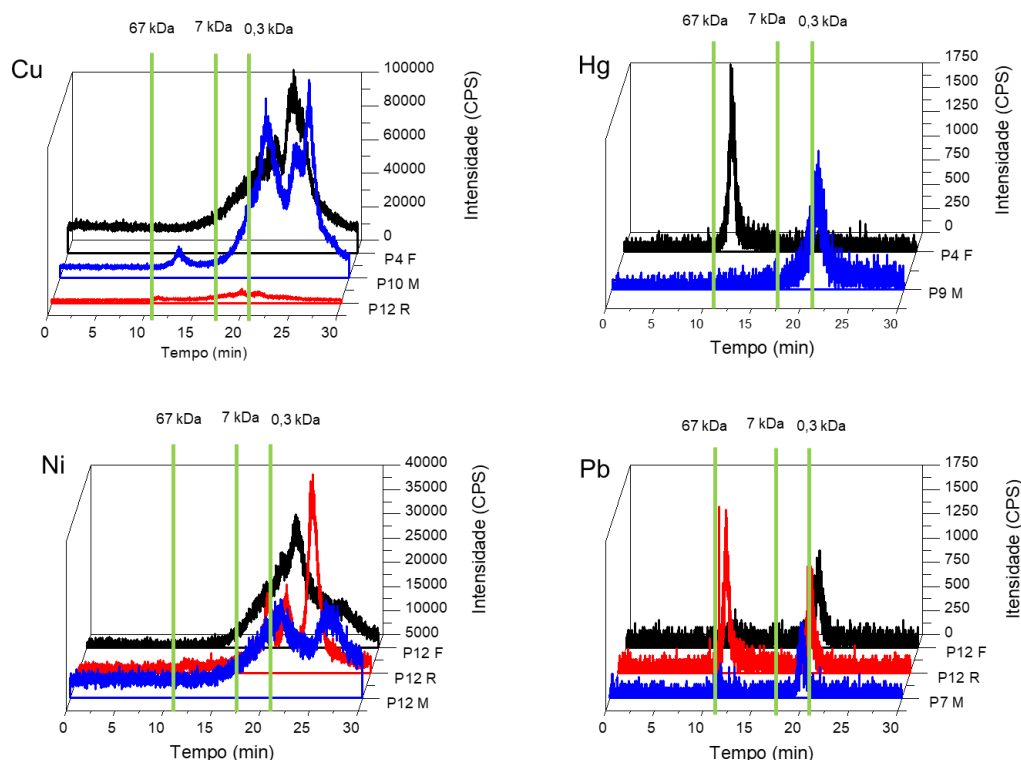 67 kDa 7 kDa 0,3 kDa
Cu
100000
80000
60000
40000
20000
0
Intensidade (CPS)
P4 F
P10 M
P12 R
0 5 10 15 20 25 30
Tempo (min)
67 kDa 7 kDa 0,3 kDa
Hg
1750
1500
1250
1000
750
500
250
0
Intensidade (CPS)
P4 F
P9 M
0 5 10 15 20 25 30
Tempo (min)
67 kDa 7 kDa 0,3 kDa
Ni
40000
35000
30000
25000
20000
15000
10000
5000
Intensidade (CPS)
P12 F
P12 R
P12 M
0 5 10 15 20 25 30
Tempo (min)
67 kDa 7 kDa 0,3 kDa
Pb
1750
1500
1250
1000
750
500
250
0
Itensidade (CPS)
P12 F
P12 R
P7 M
0 5 10 15 20 25 30
Tempo (min)